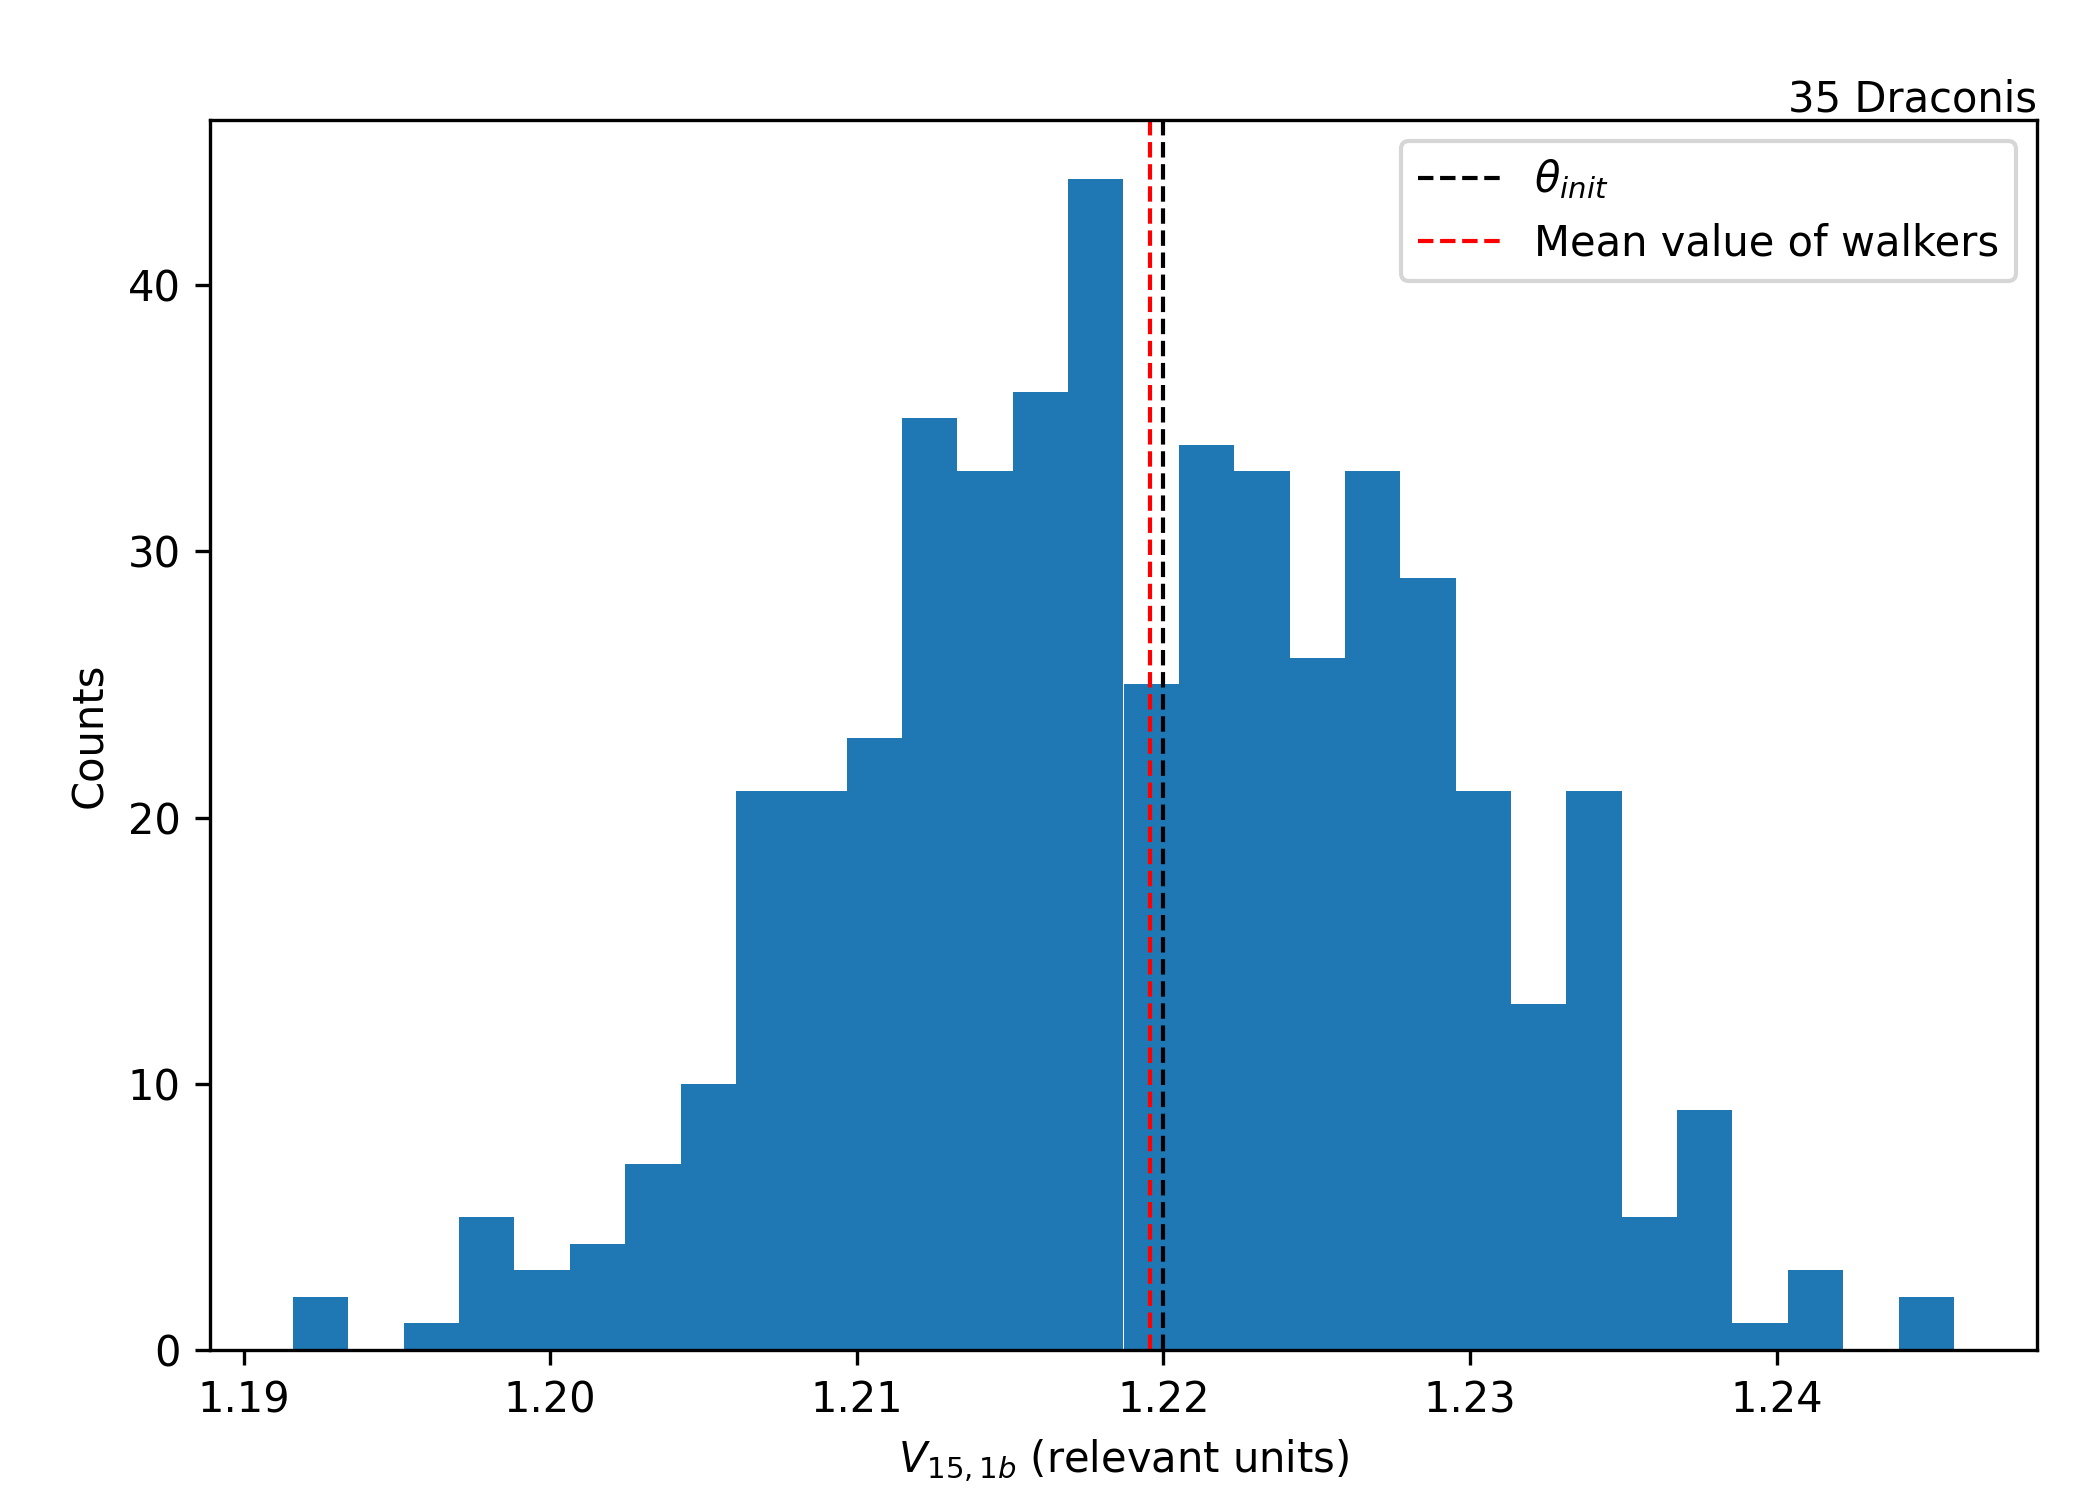 35 Draconis
θinit
Mean value of walkers
40
30
20
10
0
Counts
1.19 1.20 1.21 1.22 1.23 1.24
V15, 1b (relevant units)